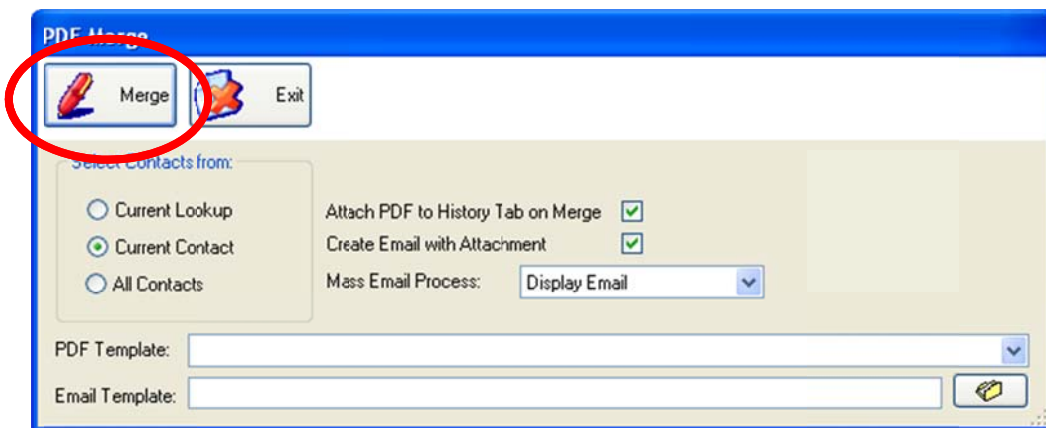 PDF Merge
Merge Exit
Select Contacts from:
Current Lookup
Current Contact
All Contacts
Attach PDF to History Tab on Merge
Create Email with Attachment
Mass Email Process: Display Email
PDF Template:
Email Template: